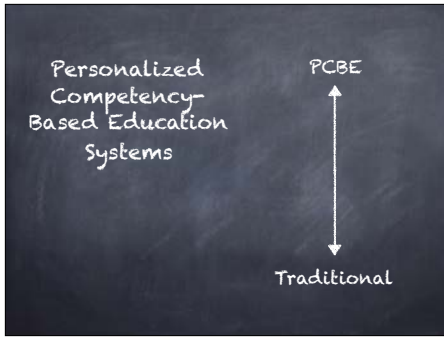 Personalized
Competency-
Based Education
Systems
PCBE
Traditional